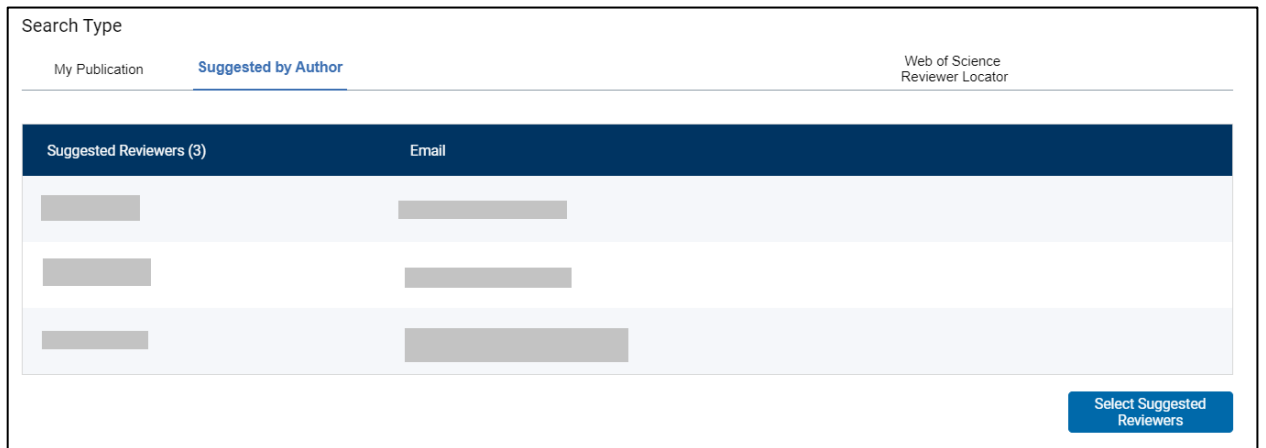 Search Type
My Publication
Suggested by Author
Web of Science
Reviewer Locator
Suggested Reviewers (3)
Email
Select Suggested
Reviewers